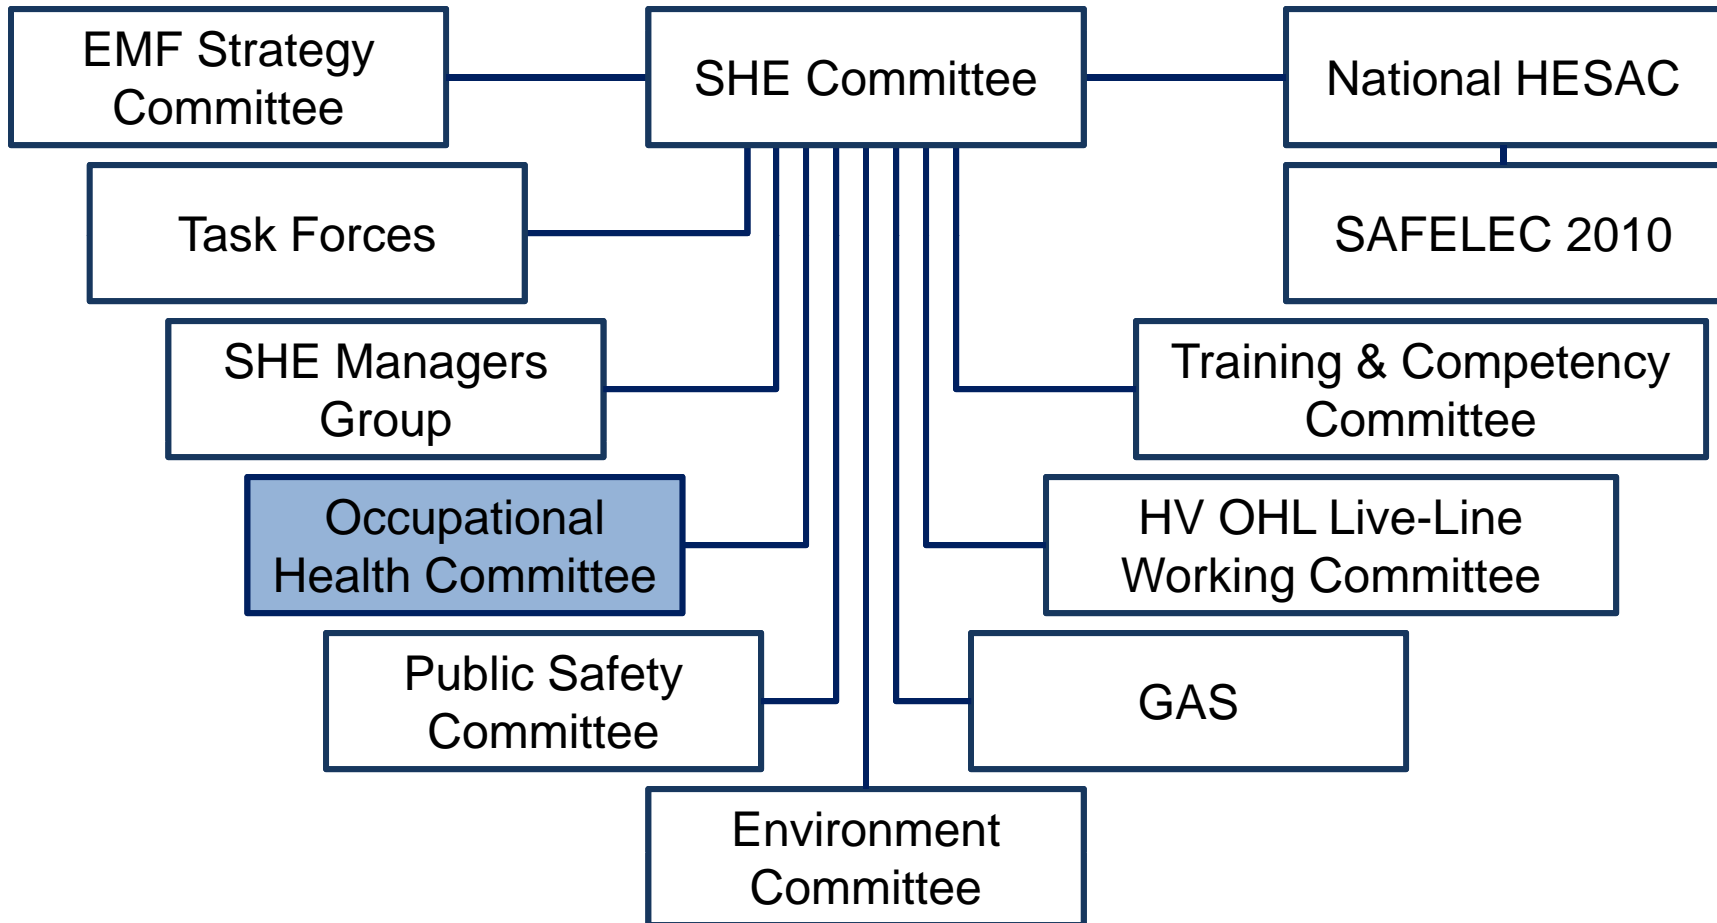 EMF Strategy
Committee
SHE Committee
National HESAC
Task Forces
SAFELEC 2010
SHE Managers
Group
Training & Competency
Committee
Occupational
Health Committee
HV OHL Live-Line
Working Committee
Public Safety
Committee
GAS
Environment
Committee